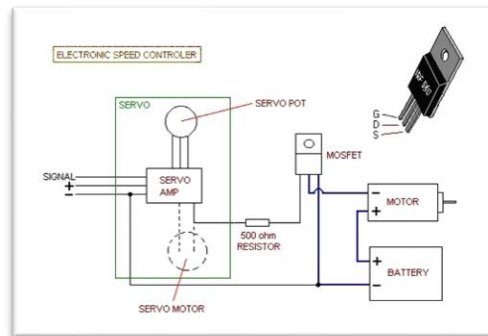 ELECTRONIC SPEED CONTROLER
SERVO
SERVO POT
G
D
S
MOSFET
SIGNAL
+
−
SERVO
AMP
−
MOTOR
+
500 ohm
RESISTOR
+
BATTERY
−
SERVO MOTOR